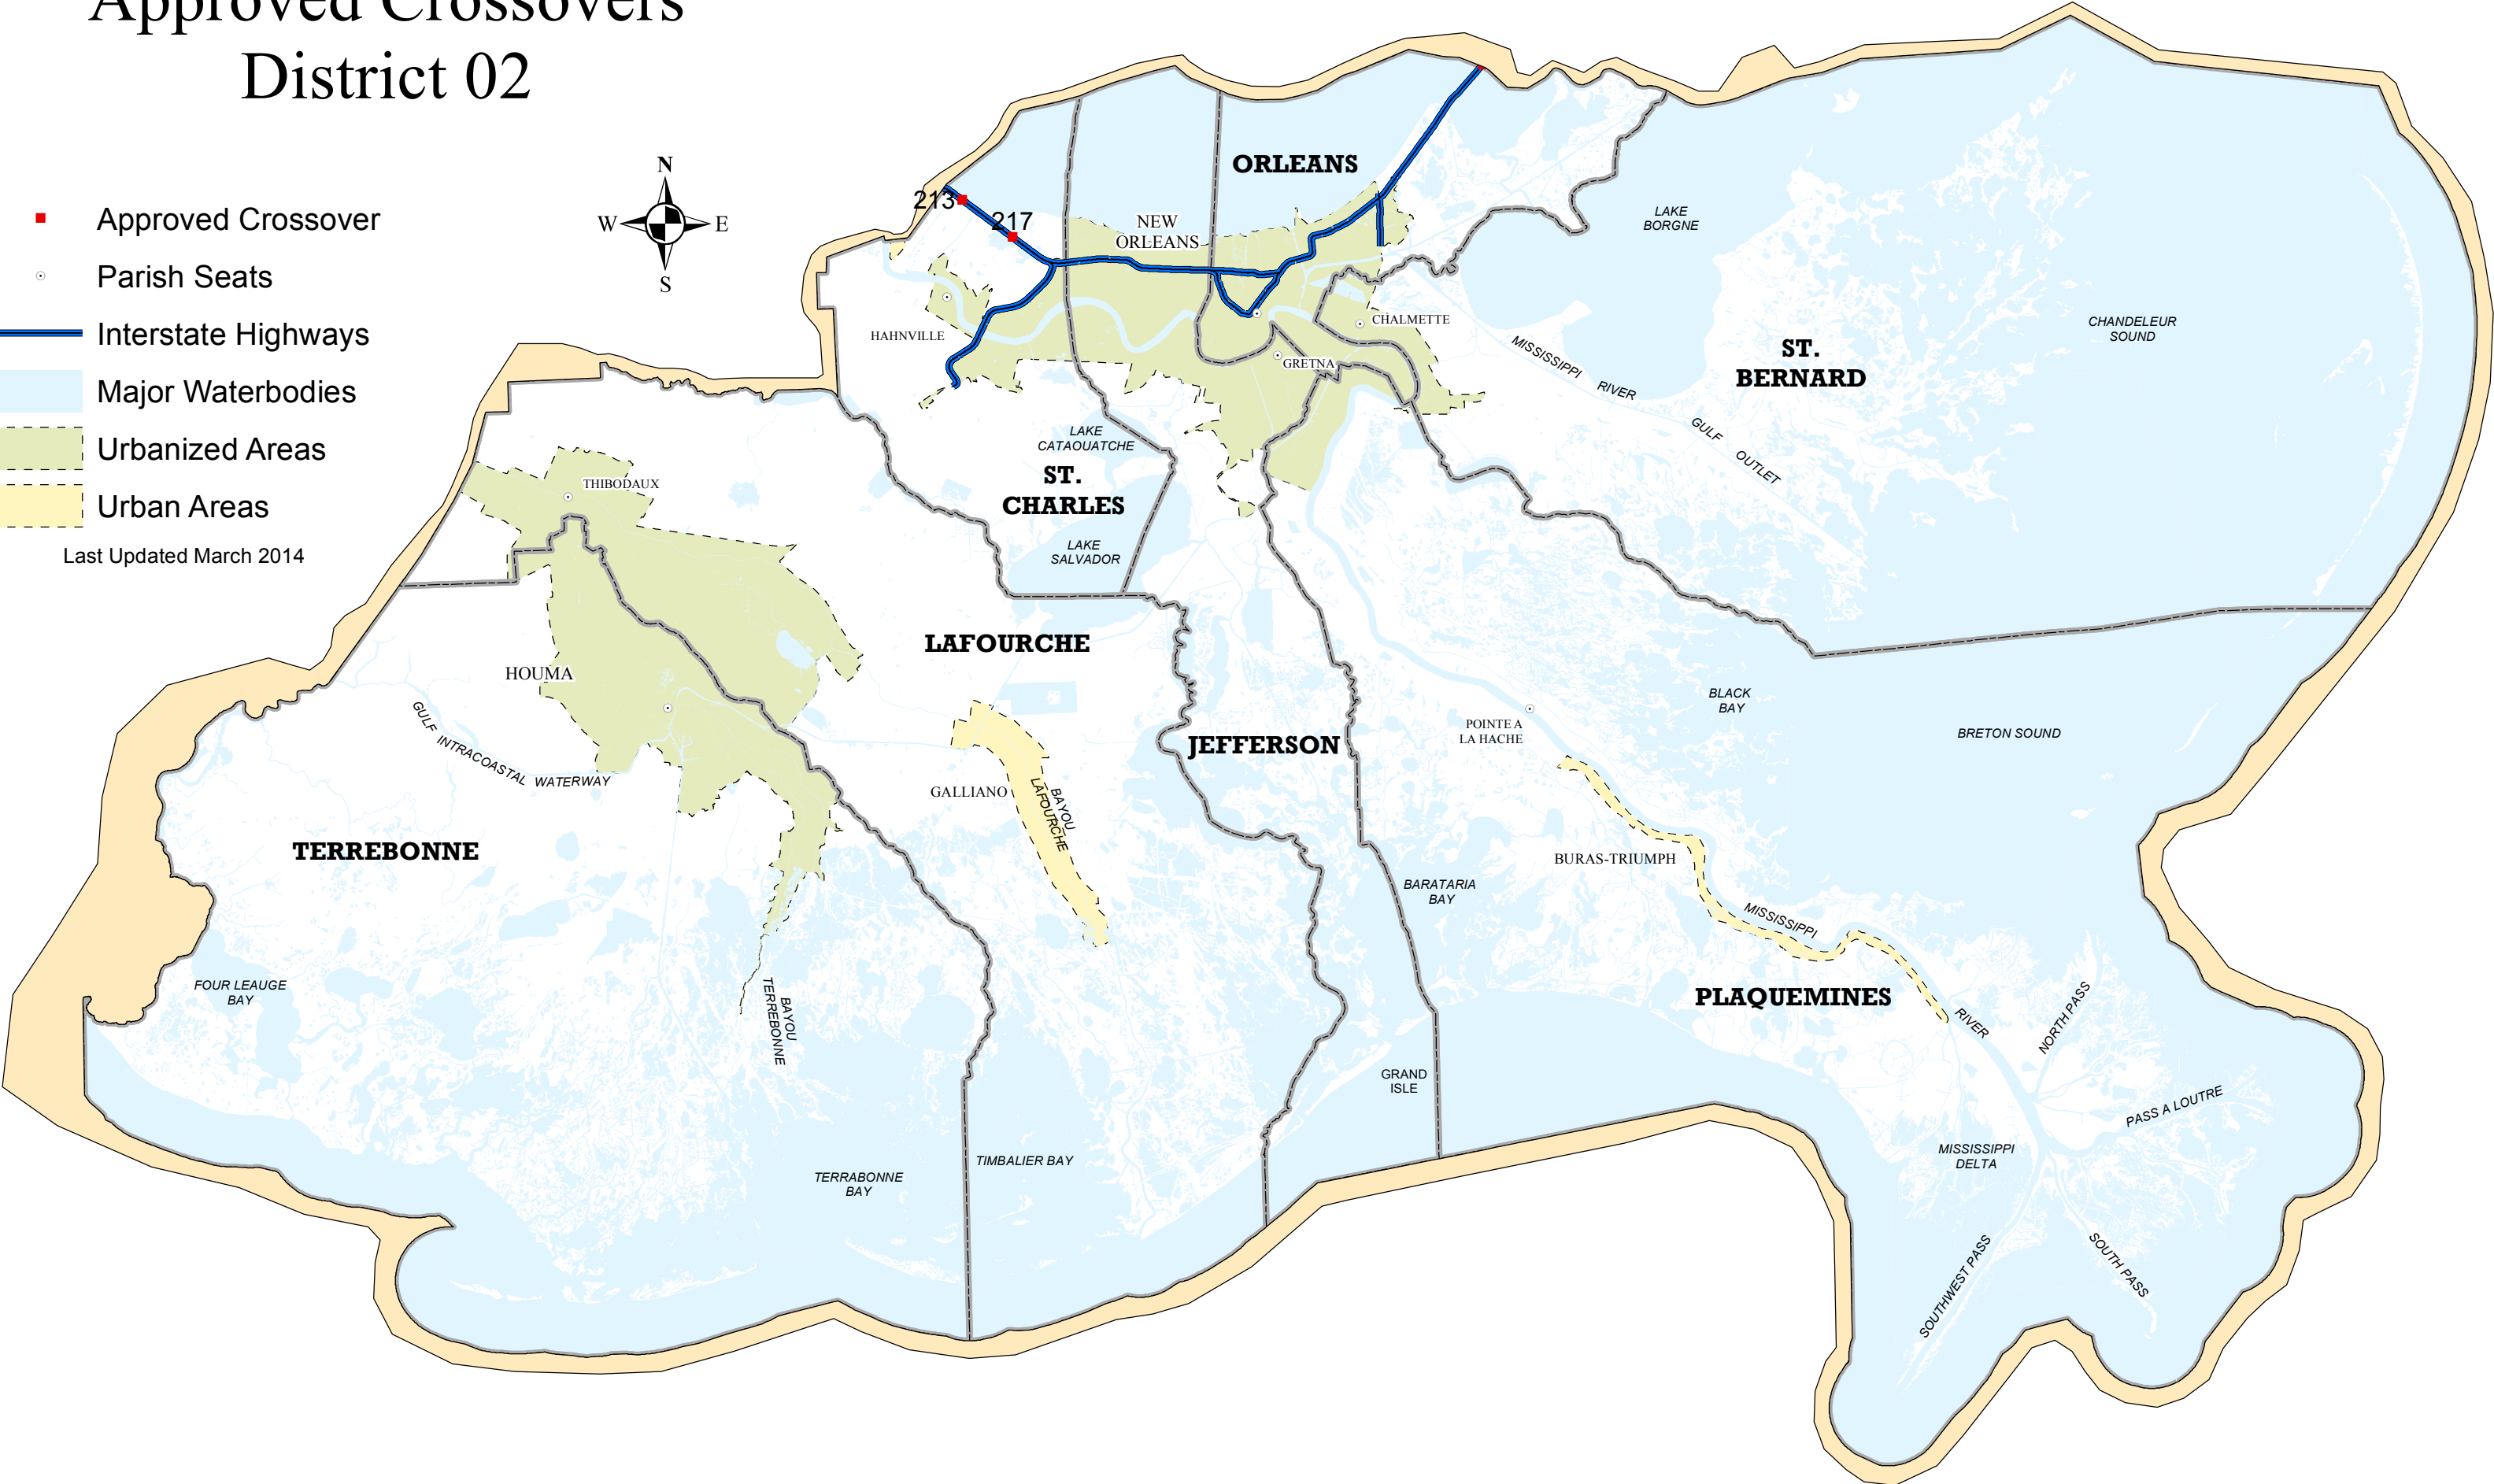 Approved Crossovers
District 02
N
W
E
S
Approved Crossover
Parish Seats
Interstate Highways
Major Waterbodies
Urbanized Areas
Urban Areas
Last Updated March 2014
213
217
ORLEANS
NEW
ORLEANS
LAKE
BORGNE
HAHNVILLE
CHALMETTE
GRETNA
CHANDELEUR
SOUND
ST.
BERNARD
MISSISSIPPI RIVER
GULF OUTLET
LAKE
CATAOUATCHE
ST.
CHARLES
LAKE
SALVADOR
THIBODAUX
LAFOURCHE
HOUMA
GULF INTRACOASTAL WATERWAY
BLACK
BAY
BRETON SOUND
POINTE A
LA HACHE
JEFFERSON
GALLIANO
BAYOU
LAFOURCHE
TERREBONNE
BURAS-TRIUMPH
BARATARIA
BAY
MISSISSIPPI
RIVER
PLAQUEMINES
FOUR LEAUGE
BAY
BAYOU
TERREBONNE
NORTH PASS
GRAND
ISLE
PASS A LOUTRE
MISSISSIPPI
DELTA
TIMBALIER BAY
TERRABONNE
BAY
SOUTHWEST PASS
SOUTH PASS